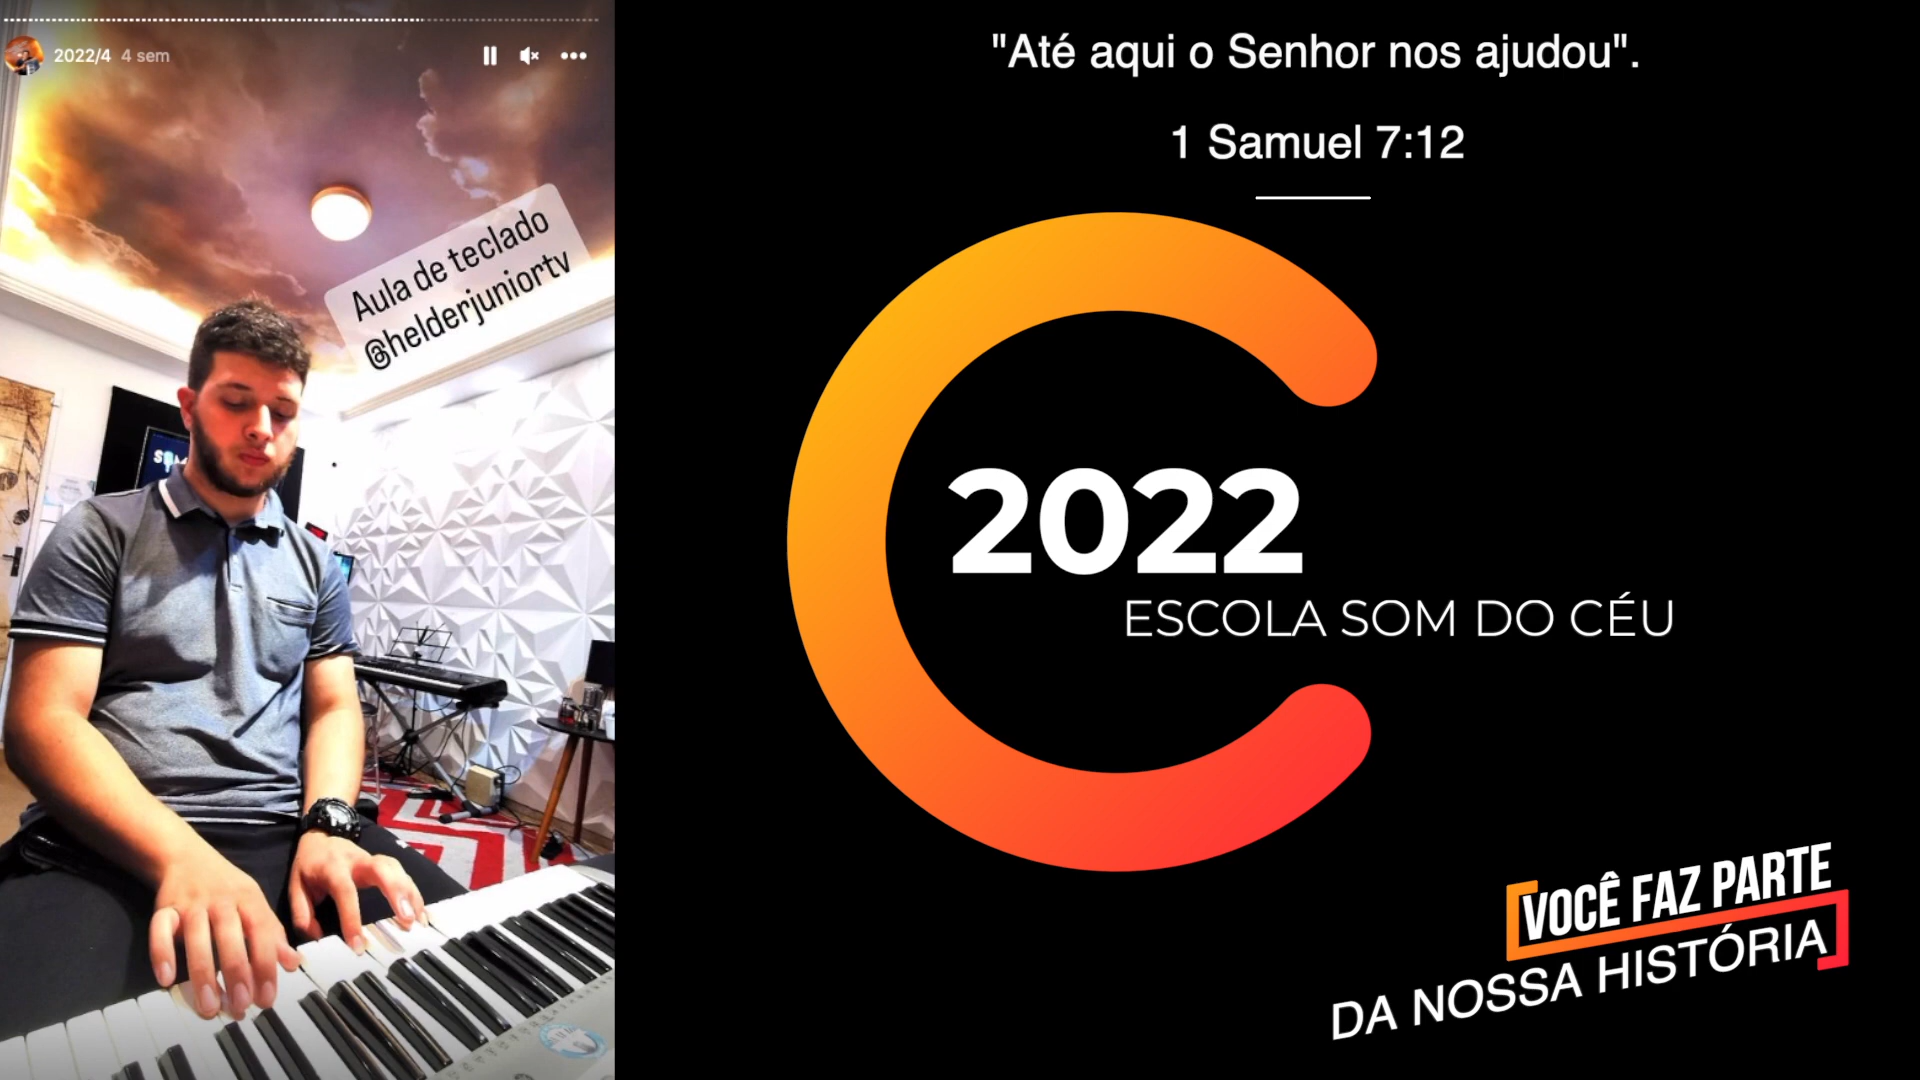 2022/4 4 sem
Aula de teclado
@helderjuniortv
"Até aqui o Senhor nos ajudou".
1 Samuel 7:12
2022
ESCOLA SOM DO CÉU
VOCÊ FAZ PARTE
DA NOSSA HISTÓRIA